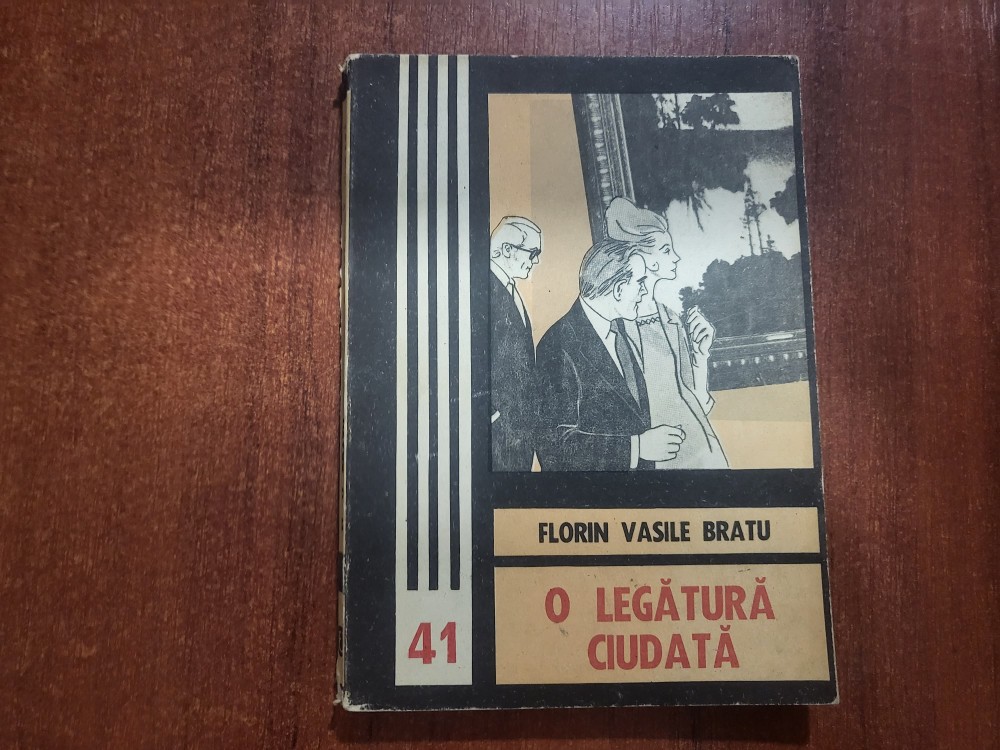 FLORIN VASILE BRATU
O LEGĂTURĂ
CIUDATĂ
41